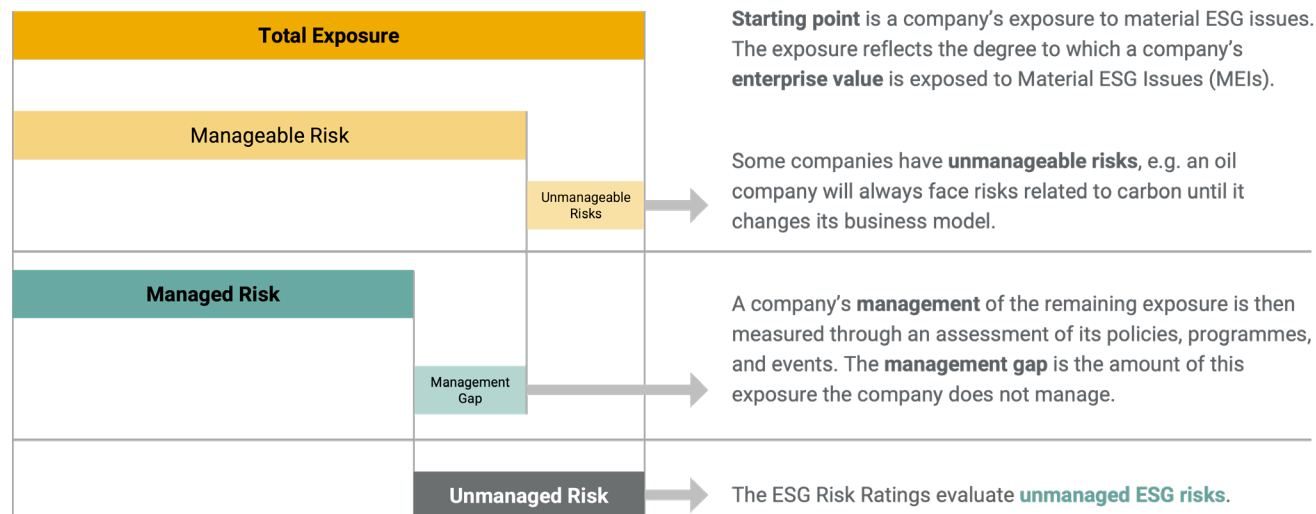 Total Exposure
Starting point is a company's exposure to material ESG issues.
The exposure reflects the degree to which a company's
enterprise value is exposed to Material ESG Issues (MEIs).
Manageable Risk
Unmanageable
Risks
Some companies have unmanageable risks, e.g. an oil
company will always face risks related to carbon until it
changes its business model.
Managed Risk
Management
Gap
A company's management of the remaining exposure is then
measured through an assessment of its policies, programmes,
and events. The management gap is the amount of this
exposure the company does not manage.
Unmanaged Risk
The ESG Risk Ratings evaluate unmanaged ESG risks.